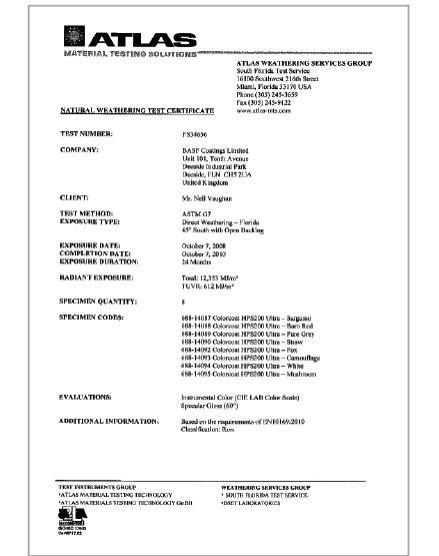 ATLAS
MATERIAL TESTING SOLUTIONS
ATLAS WEATHERING SERVICES GROUP
South Florida Test Service
16100 Southwest 216th Street
Miami, Florida 33170 USA
Phone (305) 245-3659
Fax (305) 245-9122
www.atlas-mts.com
NATURAL WEATHERING TEST CERTIFICATE
TEST NUMBER:
COMPANY: BASF Coatings Limited
Unit 101, Tenth Avenue
Deeside Industrial Park
Deeside, FLN CH5 2UA
United Kingdom
CLIENT: Mr. Neil Vaughan
TEST METHOD: ASTM G7
EXPOSURE TYPE: Direct Weathering – Florida
45° South with Open Backing
EXPOSURE DATE: October 7, 2008
COMPLETION DATE: October 7, 2010
EXPOSURE DURATION: 24 Months
RADIANT EXPOSURE: Total: 12,353 MJ/m²
TUVR: 612 MJ/m²
SPECIMEN QUANTITY: 8
SPECIMEN CODES: 688-14087 Colorcoat HPS200 Ultra – Sargasso
688-14088 Colorcoat HPS200 Ultra – Barn Red
688-14089 Colorcoat HPS200 Ultra – Pure Grey
688-14090 Colorcoat HPS200 Ultra – Straw
688-14092 Colorcoat HPS200 Ultra – Fox
688-14093 Colorcoat HPS200 Ultra – Camouflage
688-14094 Colorcoat HPS200 Ultra – White
688-14095 Colorcoat HPS200 Ultra – Mushroom
EVALUATIONS: Instrumental Color (CIE LAB Color Scale)
Specular Gloss (60°)
ADDITIONAL INFORMATION: Based on the requirements of EN10169:2010
Classification: Ruv4
TEST INSTRUMENTS GROUP
•ATLAS MATERIAL TESTING TECHNOLOGY
•ATLAS MATERIALS TESTING TECHNOLOGY GmBH
WEATHERING SERVICES GROUP
• SOUTH FLORIDA TEST SERVICE
•DSET LABORATORIES